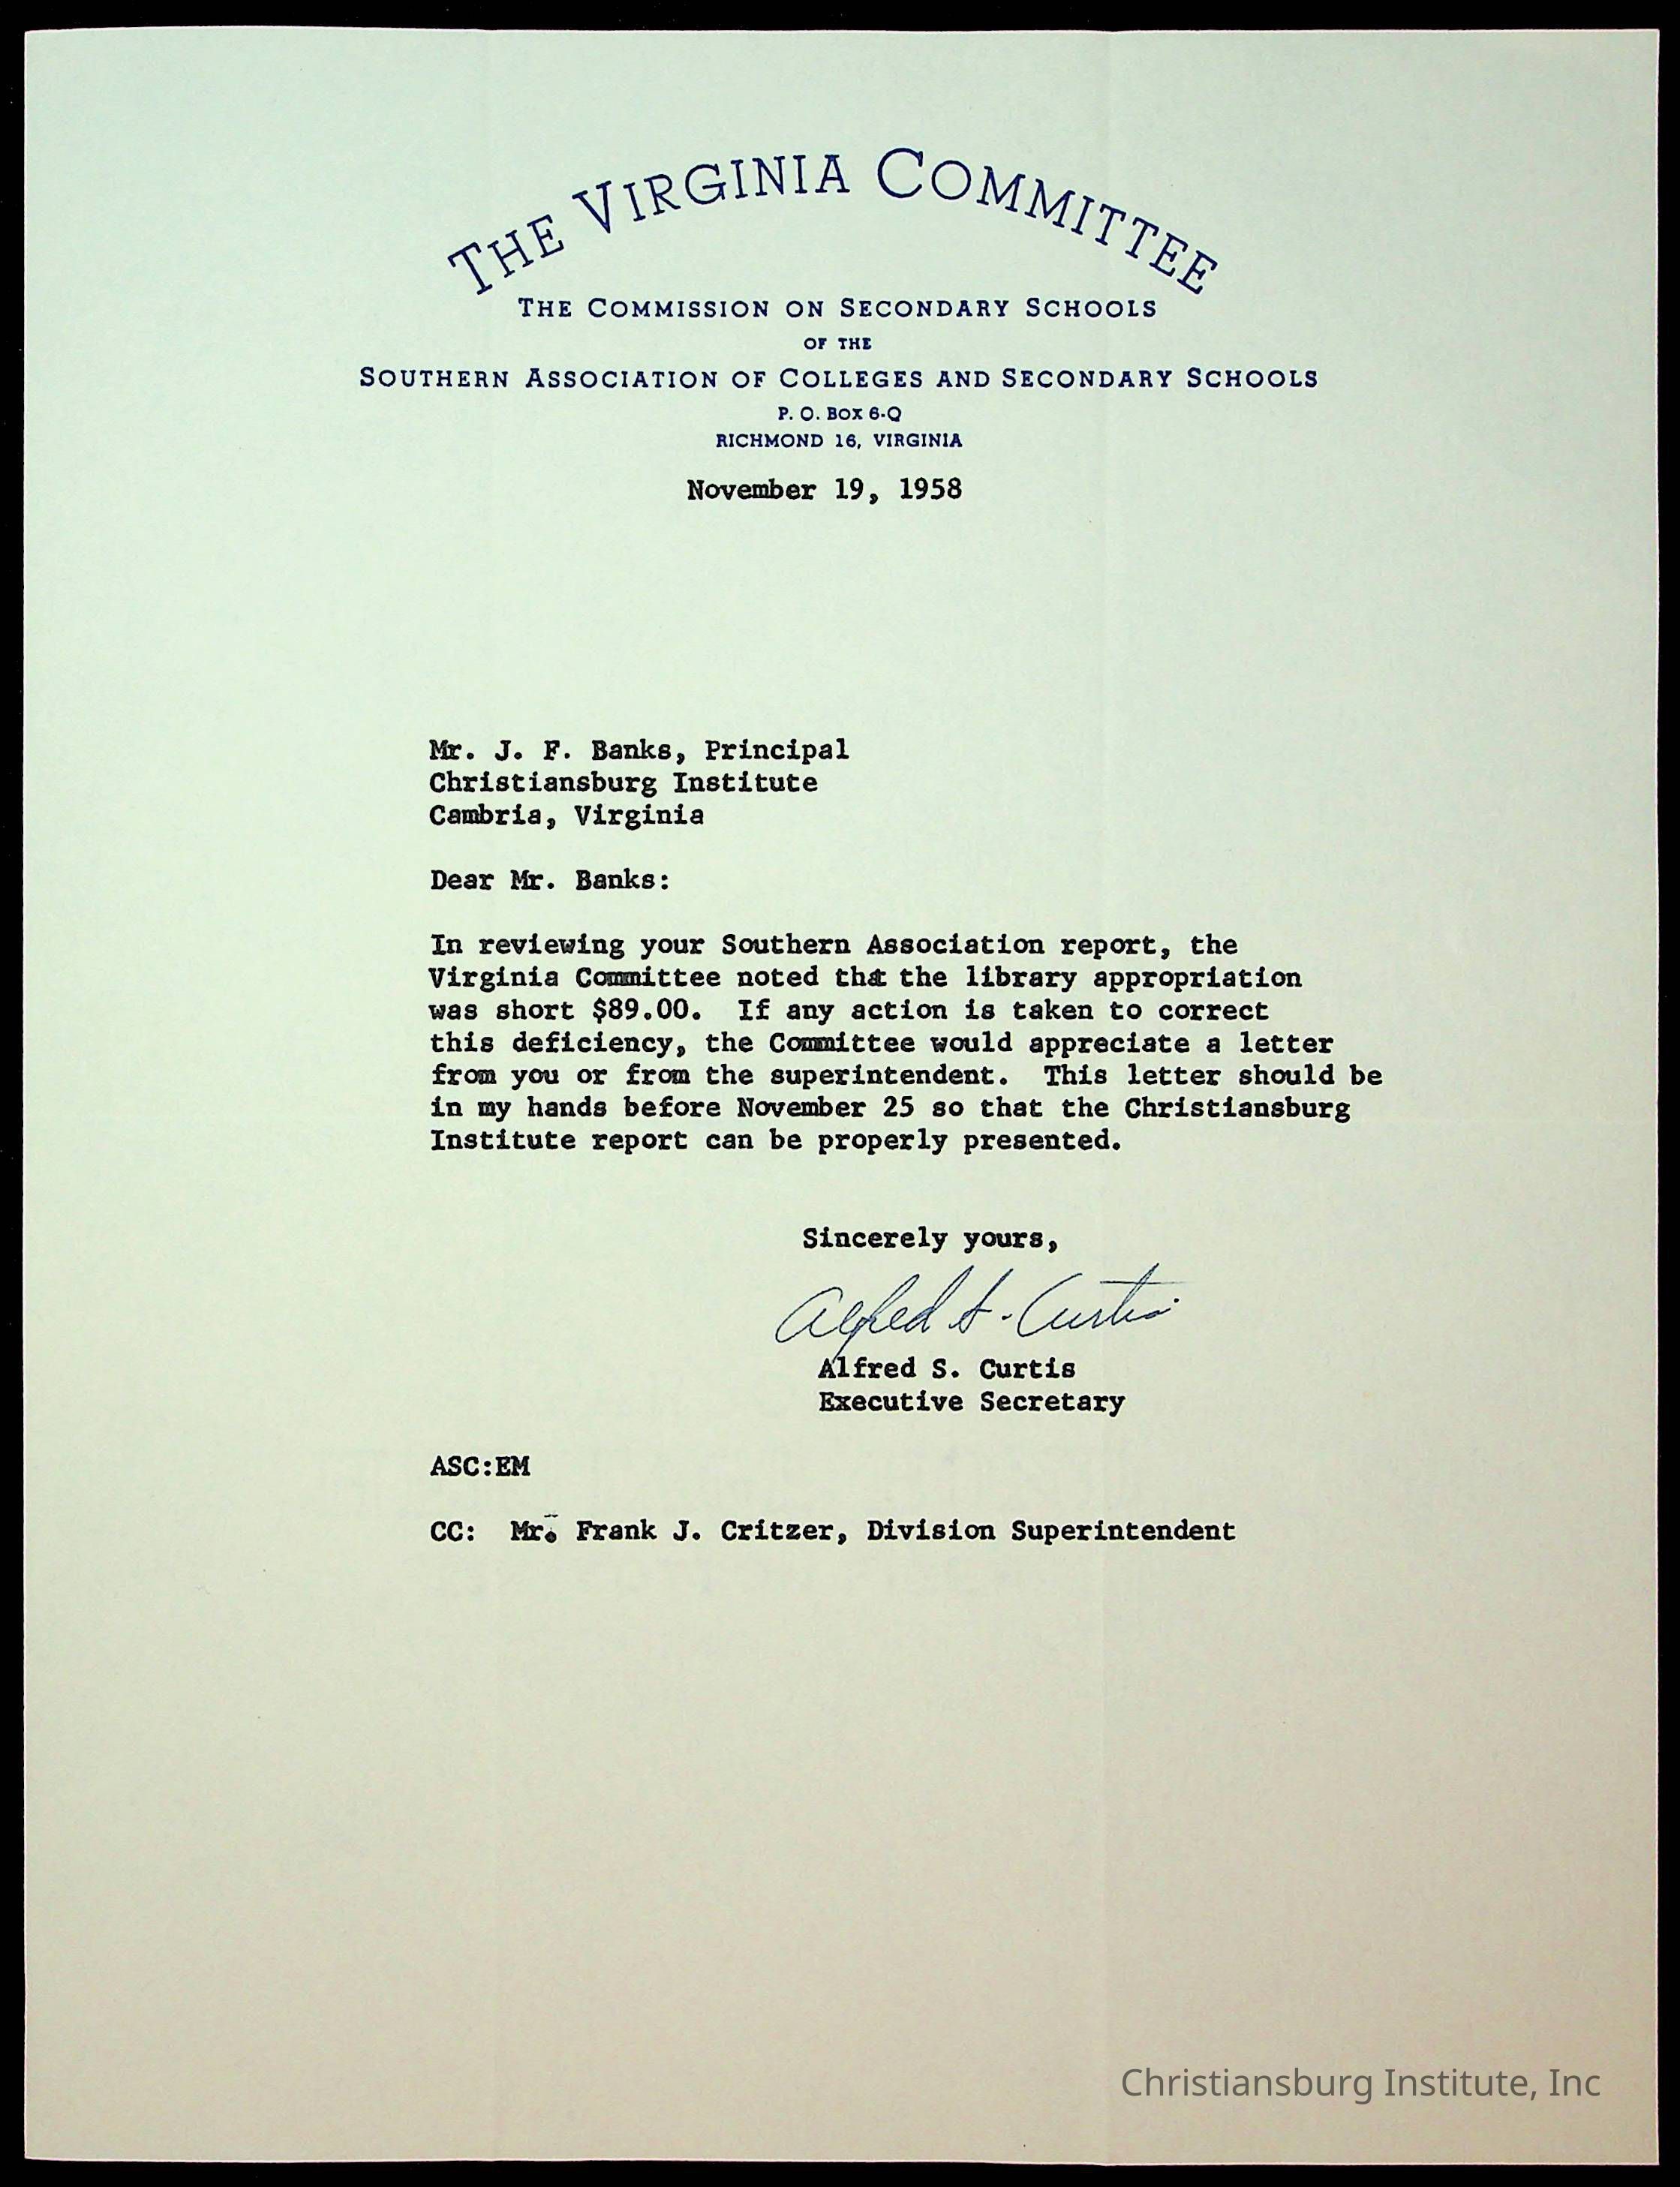 THE VIRGINIA COMMITTEE
THE COMMISSION ON SECONDARY SCHOOLS
OF THE
SOUTHERN ASSOCIATION OF COLLEGES AND SECONDARY SCHOOLS
P. O. BOX 6-Q
RICHMOND 16, VIRGINIA
November 19, 1958
Mr. J. F. Banks, Principal
Christiansburg Institute
Cambria, Virginia
Dear Mr. Banks:
In reviewing your Southern Association report, the
Virginia Committee noted that the library appropriation
was short $89.00.  If any action is taken to correct
this deficiency, the Committee would appreciate a letter
from you or from the superintendent.  This letter should be
in my hands before November 25 so that the Christiansburg
Institute report can be properly presented.
Sincerely yours,
Alfred S. Curtis
Alfred S. Curtis
Executive Secretary
ASC:EM
CC:  Mr. Frank J. Critzer, Division Superintendent
Christiansburg Institute, Inc